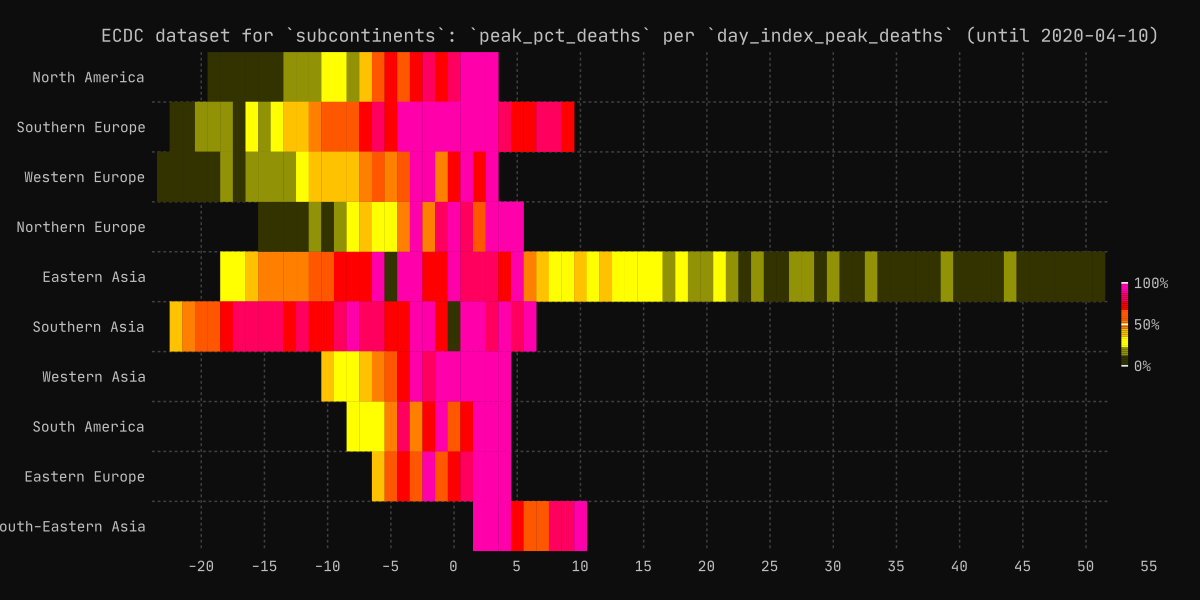 ECDC dataset for `subcontinents`: `peak_pct_deaths` per `day_index_peak_deaths` (until 2020-04-10)
North America
Southern Europe
Western Europe
Northern Europe
Eastern Asia
100%
Southern Asia
50%
0%
Western Asia
South America
Eastern Europe
outh-Eastern Asia
-20 -15 -10 -5 0 5 10 15 20 25 30 35 40 45 50 55